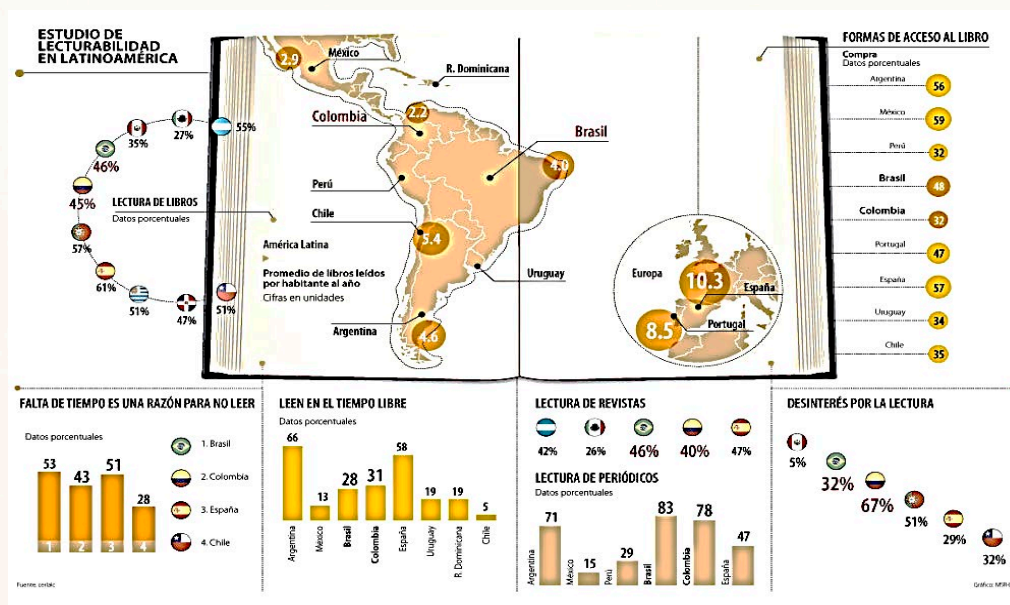 ESTUDIO DE
LECTURABILIDAD
EN LATINOAMÉRICA
55%
27%
35%
46%
45%
57%
61%
51%
47%
51%
LECTURA DE LIBROS
Datos porcentuales
2.9
México
R. Dominicana
2.2
Colombia
Brasil
4.0
Perú
Chile
5.4
América Latina
Promedio de libros leídos
por habitante al año
Cifras en unidades
Uruguay
Argentina
4.6
Europa
10.3
España
8.5
Portugal
FORMAS DE ACCESO AL LIBRO
Compra
Datos porcentuales
Argentina 56
México 59
Perú 32
Brasil 48
Colombia 32
Portugal 47
España 57
Uruguay 34
Chile 35
FALTA DE TIEMPO ES UNA RAZÓN PARA NO LEER
Datos porcentuales
53 43 51 28
1 2 3 4
1. Brasil
2. Colombia
3. España
4. Chile
LEEN EN EL TIEMPO LIBRE
Datos porcentuales
66 13 28 31 58 19 19 5
Argentina México Brasil Colombia España Uruguay R. Dominicana Chile
LECTURA DE REVISTAS
42% 26% 46% 40% 47%
LECTURA DE PERIÓDICOS
Datos porcentuales
71 15 29 83 78 47
Argentina México Perú Brasil Colombia España
DESINTERÉS POR LA LECTURA
5%
32%
67%
51%
29%
32%
Fuente:
Gráfico: